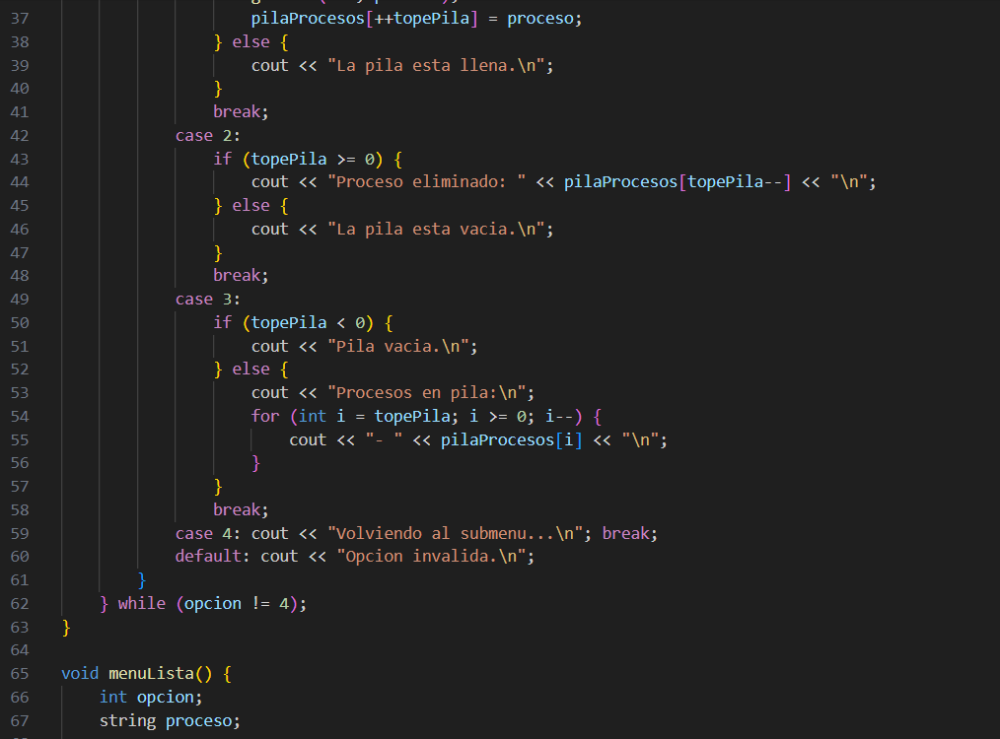 37 pilaProcesos[++topePila] = proceso;
38 } else {
39 cout << "La pila esta llena.\n";
40 }
41 break;
42 case 2:
43 if (topePila >= 0) {
44 cout << "Proceso eliminado: " << pilaProcesos[topePila--] << "\n";
45 } else {
46 cout << "La pila esta vacia.\n";
47 }
48 break;
49 case 3:
50 if (topePila < 0) {
51 cout << "Pila vacia.\n";
52 } else {
53 cout << "Procesos en pila:\n";
54 for (int i = topePila; i >= 0; i--) {
55 cout << "- " << pilaProcesos[i] << "\n";
56 }
57 }
58 break;
59 case 4: cout << "Volviendo al submenu...\n"; break;
60 default: cout << "Opcion invalida.\n";
61 }
62 } while (opcion != 4);
63 }
64
65 void menuLista() {
66 int opcion;
67 string proceso;